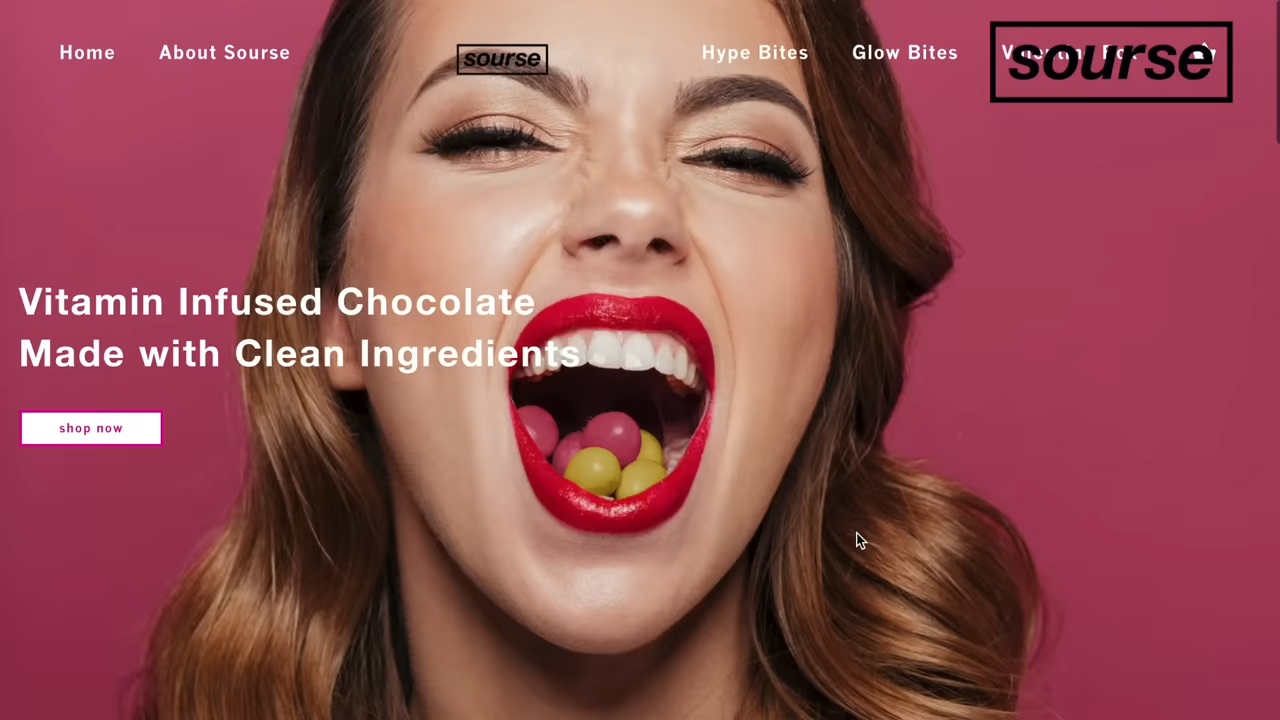 Home About Sourse sourse Hype Bites Glow Bites
sourse
Vitamin Infused Chocolate
Made with Clean Ingredients
shop now